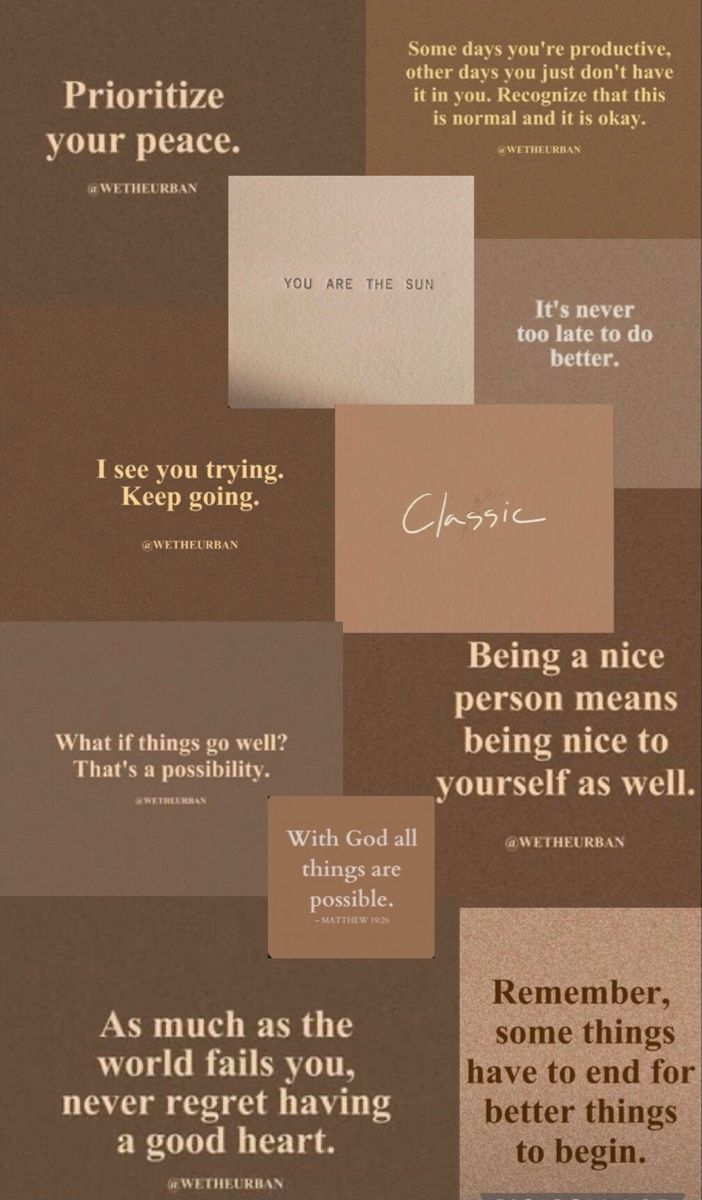 Prioritize
your peace.
@WETHEURBAN
Some days you're productive,
other days you just don't have
it in you. Recognize that this
is normal and it is okay.
@WETHEURBAN
YOU ARE THE SUN
It's never
too late to do
better.
I see you trying.
Keep going.
@WETHEURBAN
Classic
Being a nice
person means
being nice to
yourself as well.
@WETHEURBAN
What if things go well?
That's a possibility.
@WETHEURBAN
With God all
things are
possible.
- MATTHEW 19:26
As much as the
world fails you,
never regret having
a good heart.
@WETHEURBAN
Remember,
some things
have to end for
better things
to begin.